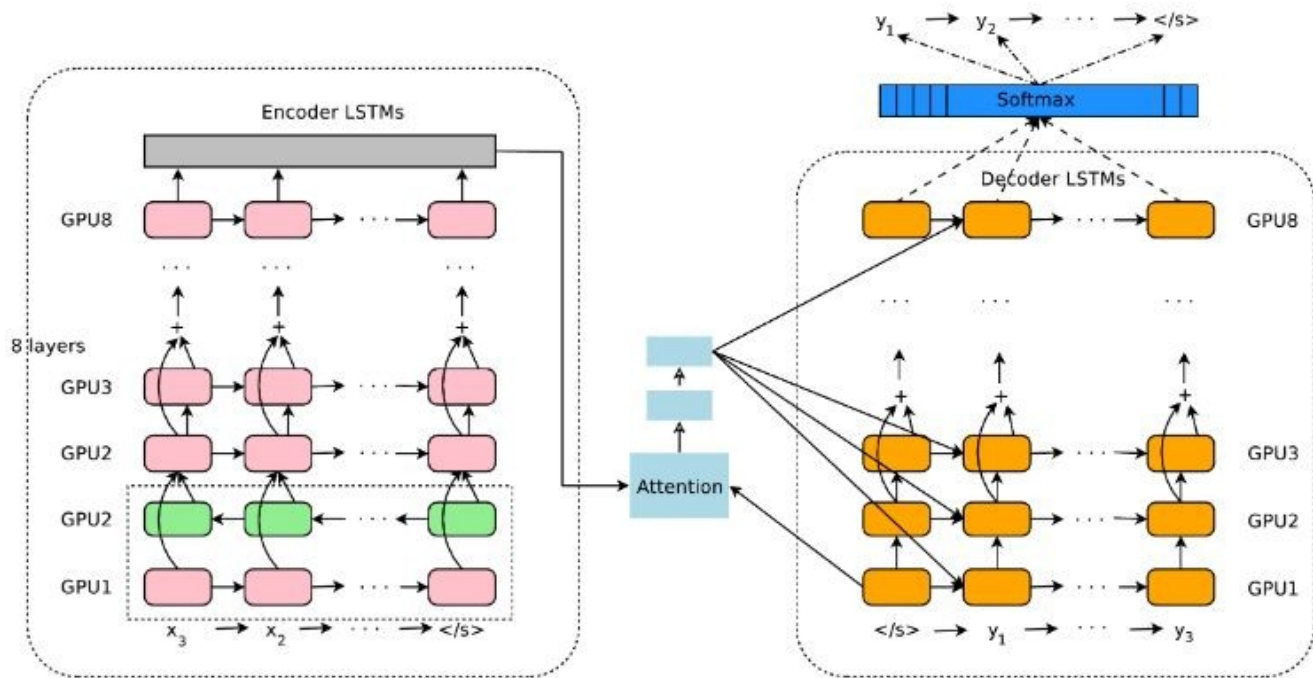 y1 y2 · · · </s>
Softmax
Encoder LSTMs
Decoder LSTMs
GPU8
GPU8
· · ·
8 layers
+ + +
GPU3
+ + +
GPU2
GPU3
Attention
GPU2
GPU2
GPU1
GPU1
x3 x2 · · · </s>
</s> y1 · · · y3